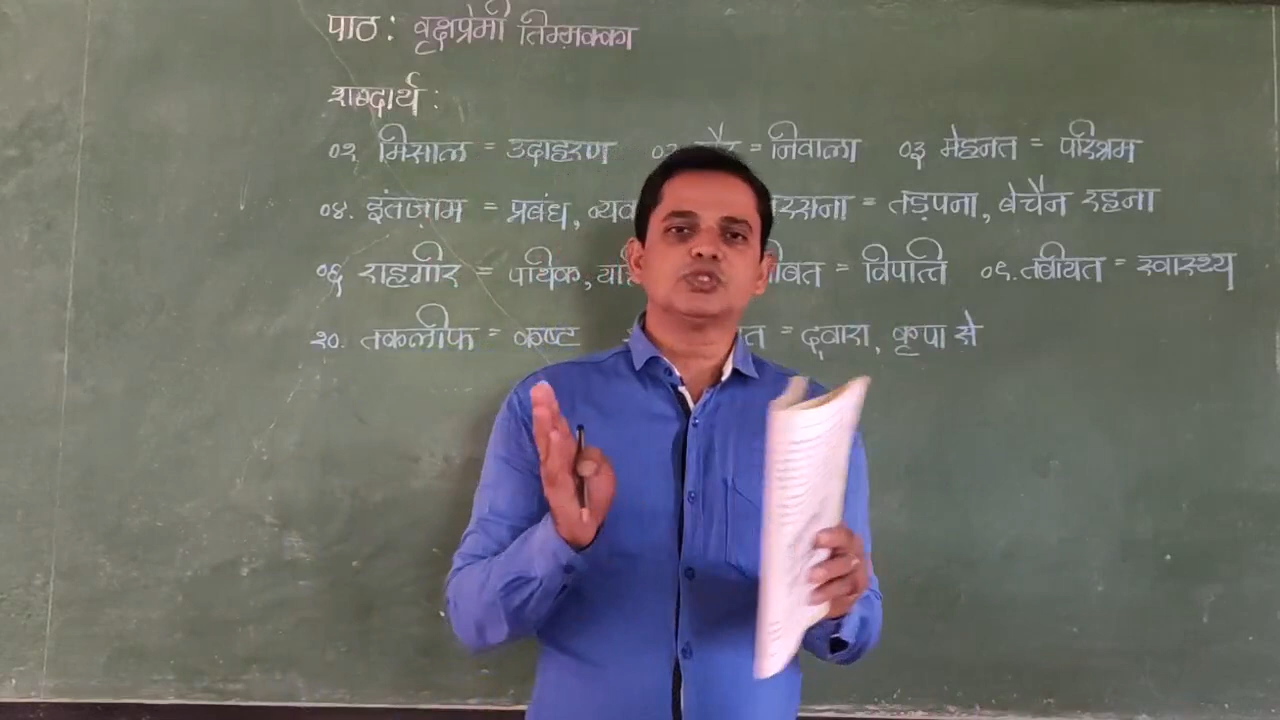 पाठ : वृक्षप्रेमी तिम्मक्का
शब्दार्थ :
०१. मिसाल = उदाहरण = निवाला ०३ मेहनत = परिश्रम
०४. इंतज़ाम = प्रबंध, = तड़पना, बेचैन रहना
०६ राहगीर = पथिक, = विपत्ति ०९. तबीयत = स्वास्थ्य
१०. तकलीफ = कष्ट = द्वारा, कृपा से